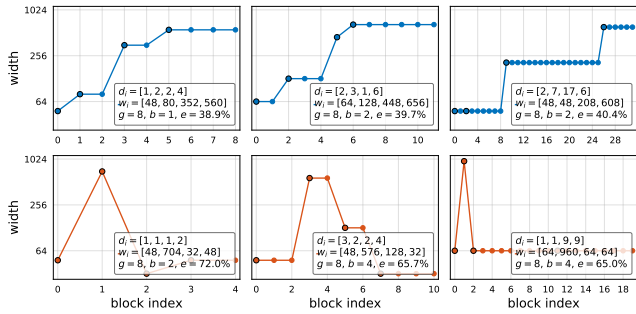 1024
256
64
width
d_i = [1, 2, 2, 4]
w_i = [48, 80, 352, 560]
g = 8, b = 1, e = 38.9%
0 1 2 3 4 5 6 7 8
d_i = [2, 3, 1, 6]
w_i = [64, 128, 448, 656]
g = 8, b = 2, e = 39.7%
0 2 4 6 8 10
d_i = [2, 7, 17, 6]
w_i = [48, 48, 208, 608]
g = 8, b = 2, e = 40.4%
0 4 8 12 16 20 24 28
1024
256
64
width
d_i = [1, 1, 1, 2]
w_i = [48, 704, 32, 48]
g = 8, b = 2, e = 72.0%
0 1 2 3 4
block index
d_i = [3, 2, 2, 4]
w_i = [48, 576, 128, 32]
g = 8, b = 4, e = 65.7%
0 2 4 6 8 10
block index
d_i = [1, 1, 9, 9]
w_i = [64, 960, 64, 64]
g = 8, b = 4, e = 65.0%
0 2 4 6 8 10 12 14 16 18
block index